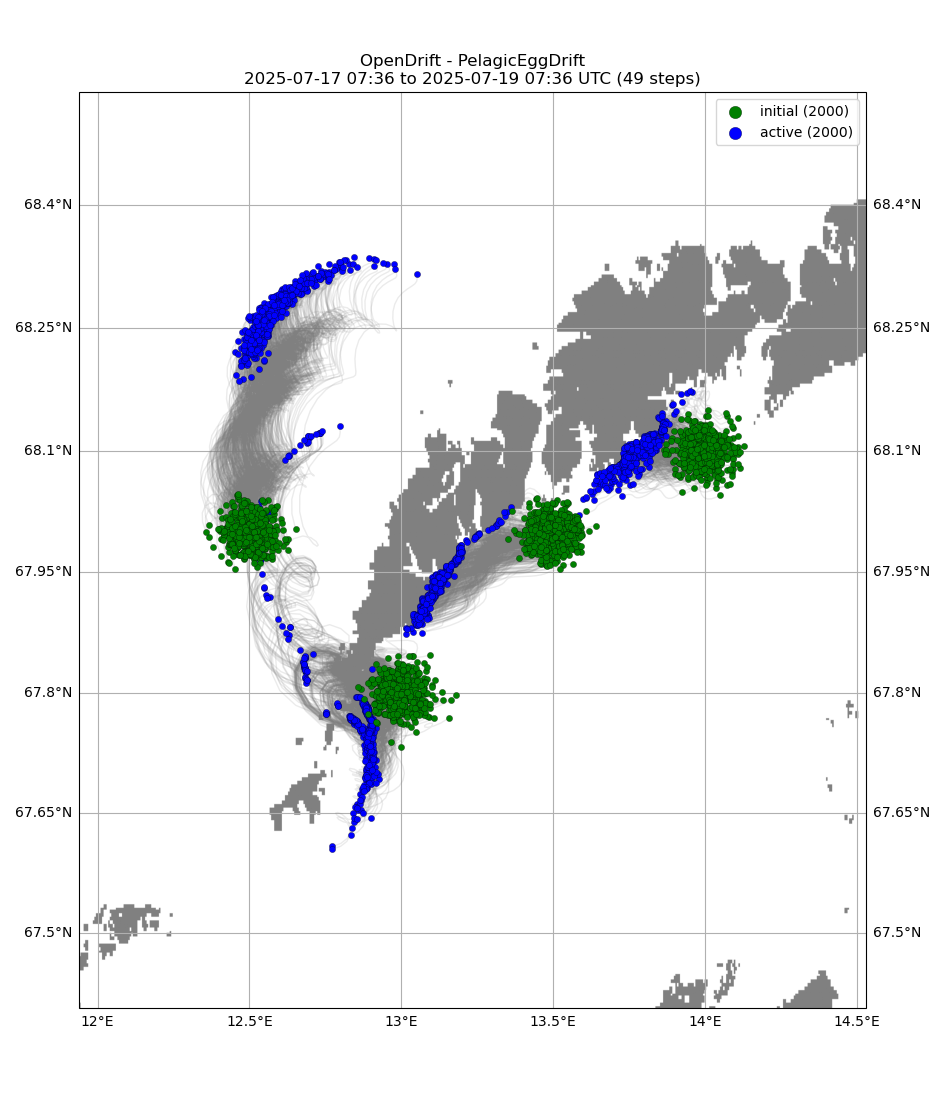 OpenDrift - PelagicEggDrift
2025-07-17 07:36 to 2025-07-19 07:36 UTC (49 steps)
initial (2000)
active (2000)
68.4°N 68.4°N
68.25°N 68.25°N
68.1°N 68.1°N
67.95°N 67.95°N
67.8°N 67.8°N
67.65°N 67.65°N
67.5°N 67.5°N
12°E 12.5°E 13°E 13.5°E 14°E 14.5°E